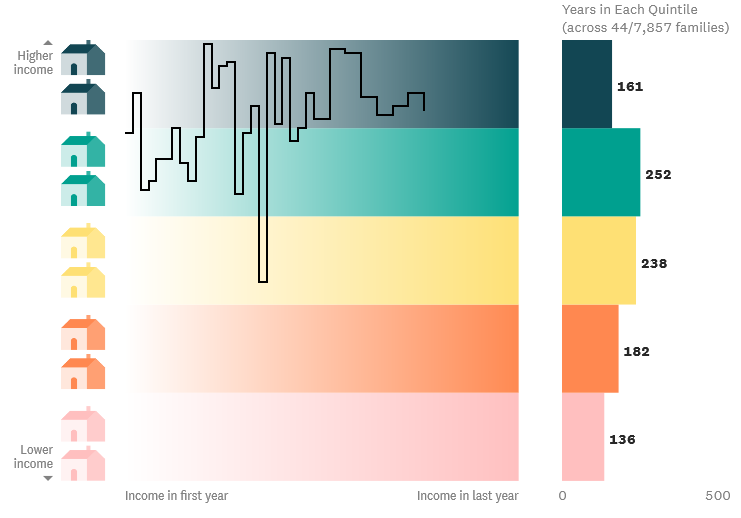 Years in Each Quintile
(across 44/7,857 families)
Higher
income
161
252
238
182
136
Lower
income
Income in first year
Income in last year
0
500